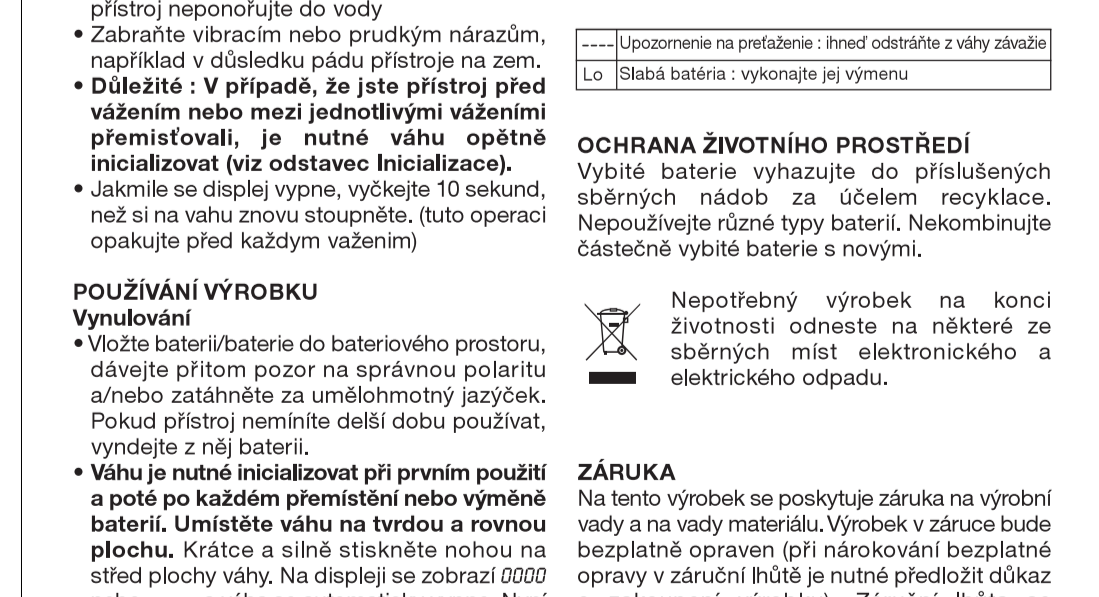 přístroj neponořujte do vody
• Zabraňte vibracím nebo prudkým nárazům,
například v důsledku pádu přístroje na zem.
• Důležité : V případě, že jste přístroj před
vážením nebo mezi jednotlivými váženími
přemisťovali, je nutné váhu opětně
inicializovat (viz odstavec Inicializace).
• Jakmile se displej vypne, vyčkejte 10 sekund,
než si na vahu znovu stoupněte. (tuto operaci
opakujte před každym važenim)
POUŽÍVÁNÍ VÝROBKU
Vynulování
• Vložte baterii/baterie do bateriového prostoru,
dávejte přitom pozor na správnou polaritu
a/nebo zatáhněte za umělohmotný jazýček.
Pokud přístroj nemíníte delší dobu používat,
vyndejte z něj baterii.
• Váhu je nutné inicializovat při prvním použití
a poté po každém přemístění nebo výměně
baterií. Umístěte váhu na tvrdou a rovnou
plochu. Krátce a silně stiskněte nohou na
střed plochy váhy. Na displeji se zobrazí 0000
---- Upozornenie na preťaženie : ihneď odstráňte z váhy závažie
Lo Slabá batéria : vykonajte jej výmenu
OCHRANA ŽIVOTNÍHO PROSTŘEDÍ
Vybité baterie vyhazujte do příslušených
sběrných nádob za účelem recyklace.
Nepoužívejte různé typy baterií. Nekombinujte
částečně vybité baterie s novými.
Nepotřebný výrobek na konci
životnosti odneste na některé ze
sběrných míst elektronického a
elektrického odpadu.
ZÁRUKA
Na tento výrobek se poskytuje záruka na výrobní
vady a na vady materiálu. Výrobek v záruce bude
bezplatně opraven (při nárokování bezplatné
opravy v záruční lhůtě je nutné předložit důkaz